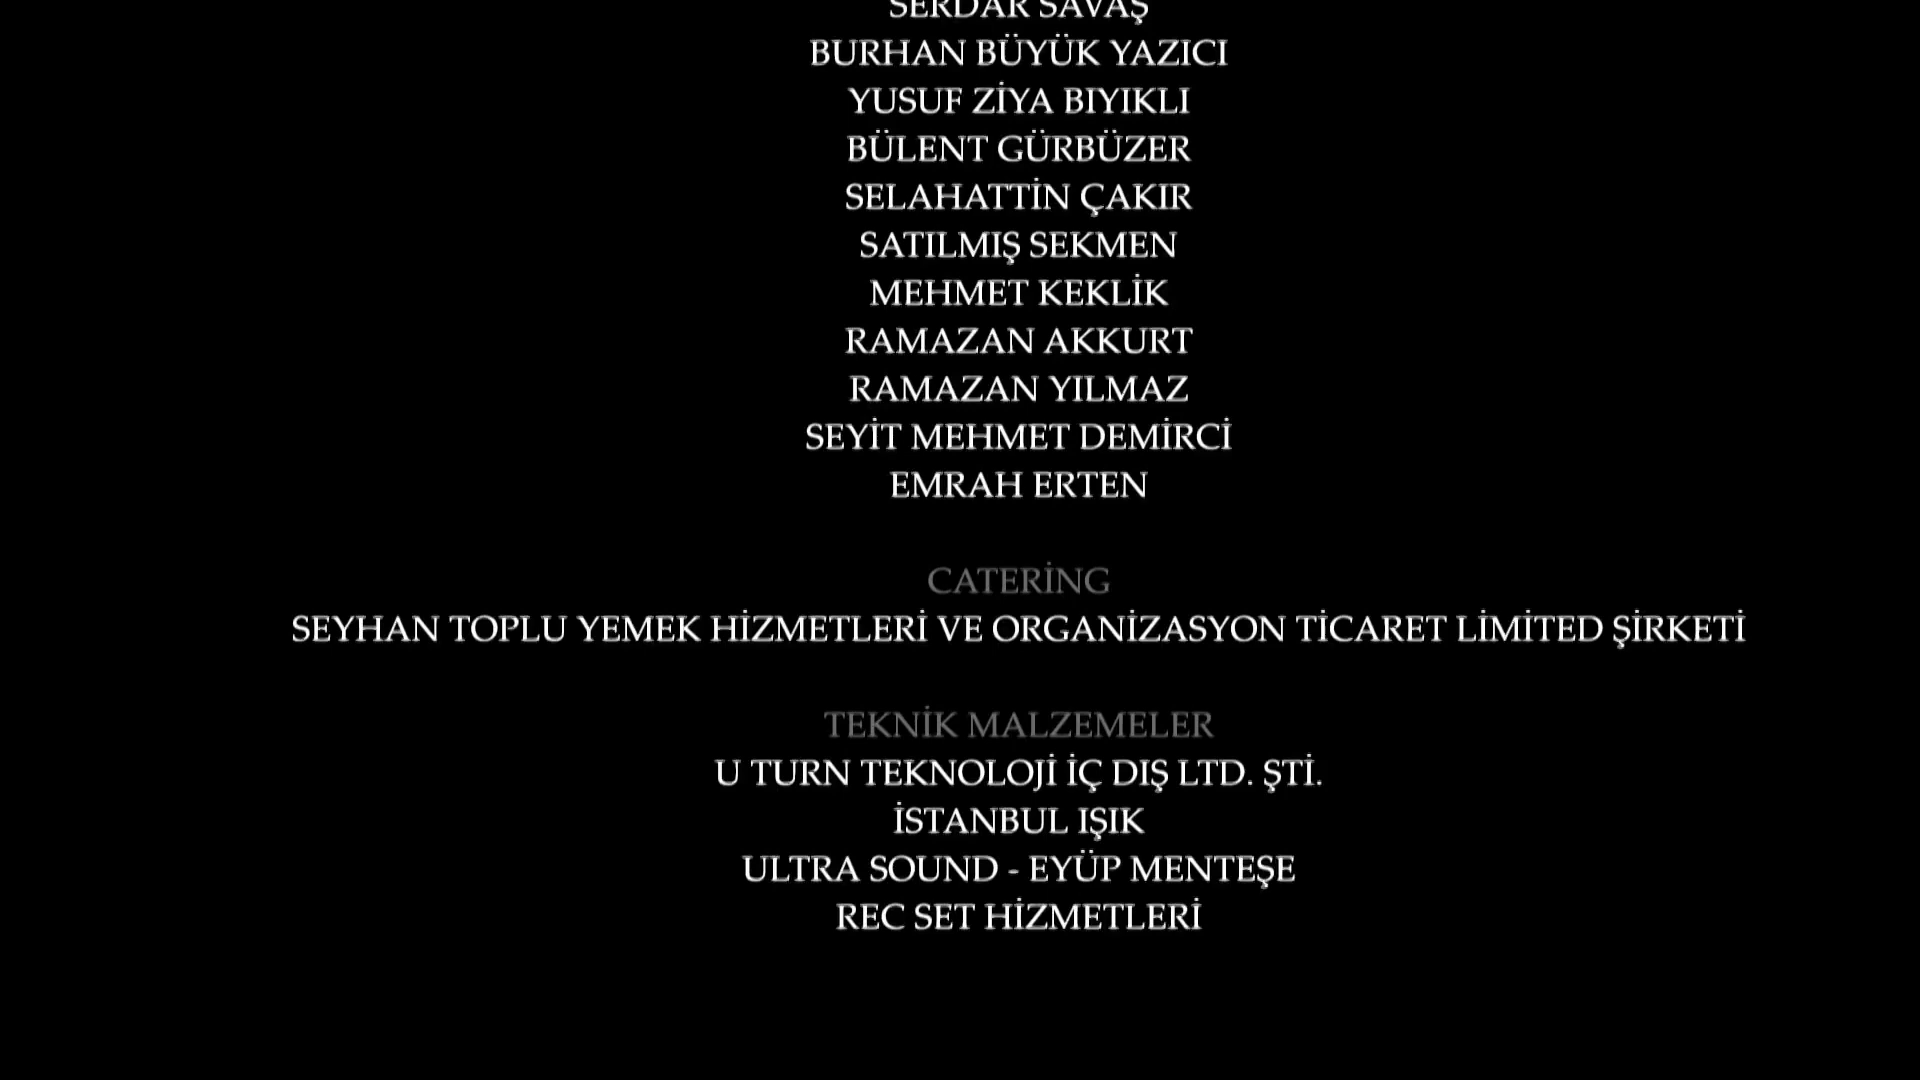 SERDAR SAVAŞ
BURHAN BÜYÜK YAZICI
YUSUF ZİYA BIYIKLI
BÜLENT GÜRBÜZER
SELAHATTİN ÇAKIR
SATILMIŞ SEKMEN
MEHMET KEKLİK
RAMAZAN AKKURT
RAMAZAN YILMAZ
SEYİT MEHMET DEMİRCİ
EMRAH ERTEN
CATERİNG
SEYHAN TOPLU YEMEK HİZMETLERİ VE ORGANİZASYON TİCARET LİMİTED ŞİRKETİ
TEKNİK MALZEMELER
U TURN TEKNOLOJİ İÇ DIŞ LTD. ŞTİ.
İSTANBUL IŞIK
ULTRA SOUND - EYÜP MENTEŞE
REC SET HİZMETLERİ